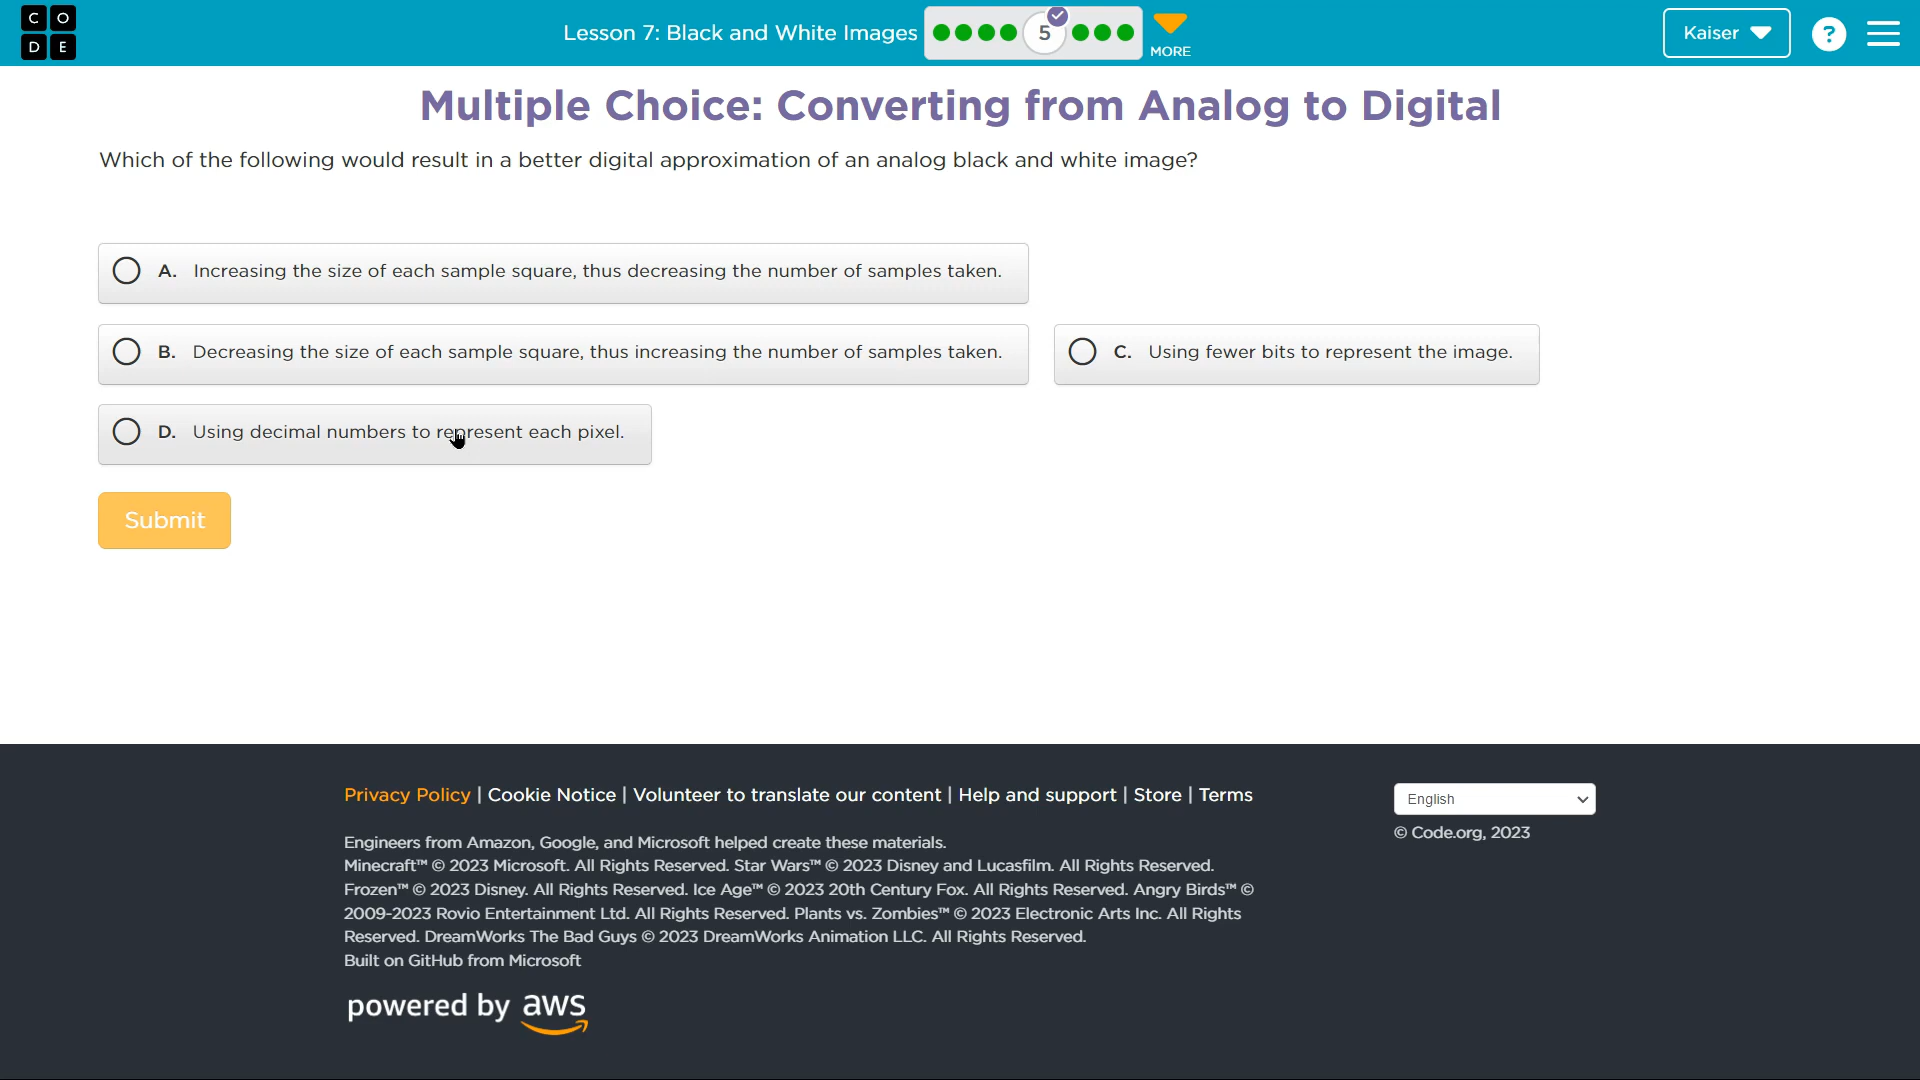 CODE
Lesson 7: Black and White Images
5
MORE
Kaiser
?
Multiple Choice: Converting from Analog to Digital
Which of the following would result in a better digital approximation of an analog black and white image?
A. Increasing the size of each sample square, thus decreasing the number of samples taken.
B. Decreasing the size of each sample square, thus increasing the number of samples taken.
C. Using fewer bits to represent the image.
D. Using decimal numbers to represent each pixel.
Submit
Privacy Policy | Cookie Notice | Volunteer to translate our content | Help and support | Store | Terms
English
© Code.org, 2023
Engineers from Amazon, Google, and Microsoft helped create these materials.
Minecraft™ © 2023 Microsoft. All Rights Reserved. Star Wars™ © 2023 Disney and Lucasfilm. All Rights Reserved.
Frozen™ © 2023 Disney. All Rights Reserved. Ice Age™ © 2023 20th Century Fox. All Rights Reserved. Angry Birds™ ©
2009-2023 Rovio Entertainment Ltd. All Rights Reserved. Plants vs. Zombies™ © 2023 Electronic Arts Inc. All Rights
Reserved. DreamWorks The Bad Guys © 2023 DreamWorks Animation LLC. All Rights Reserved.
Built on GitHub from Microsoft
powered by aws